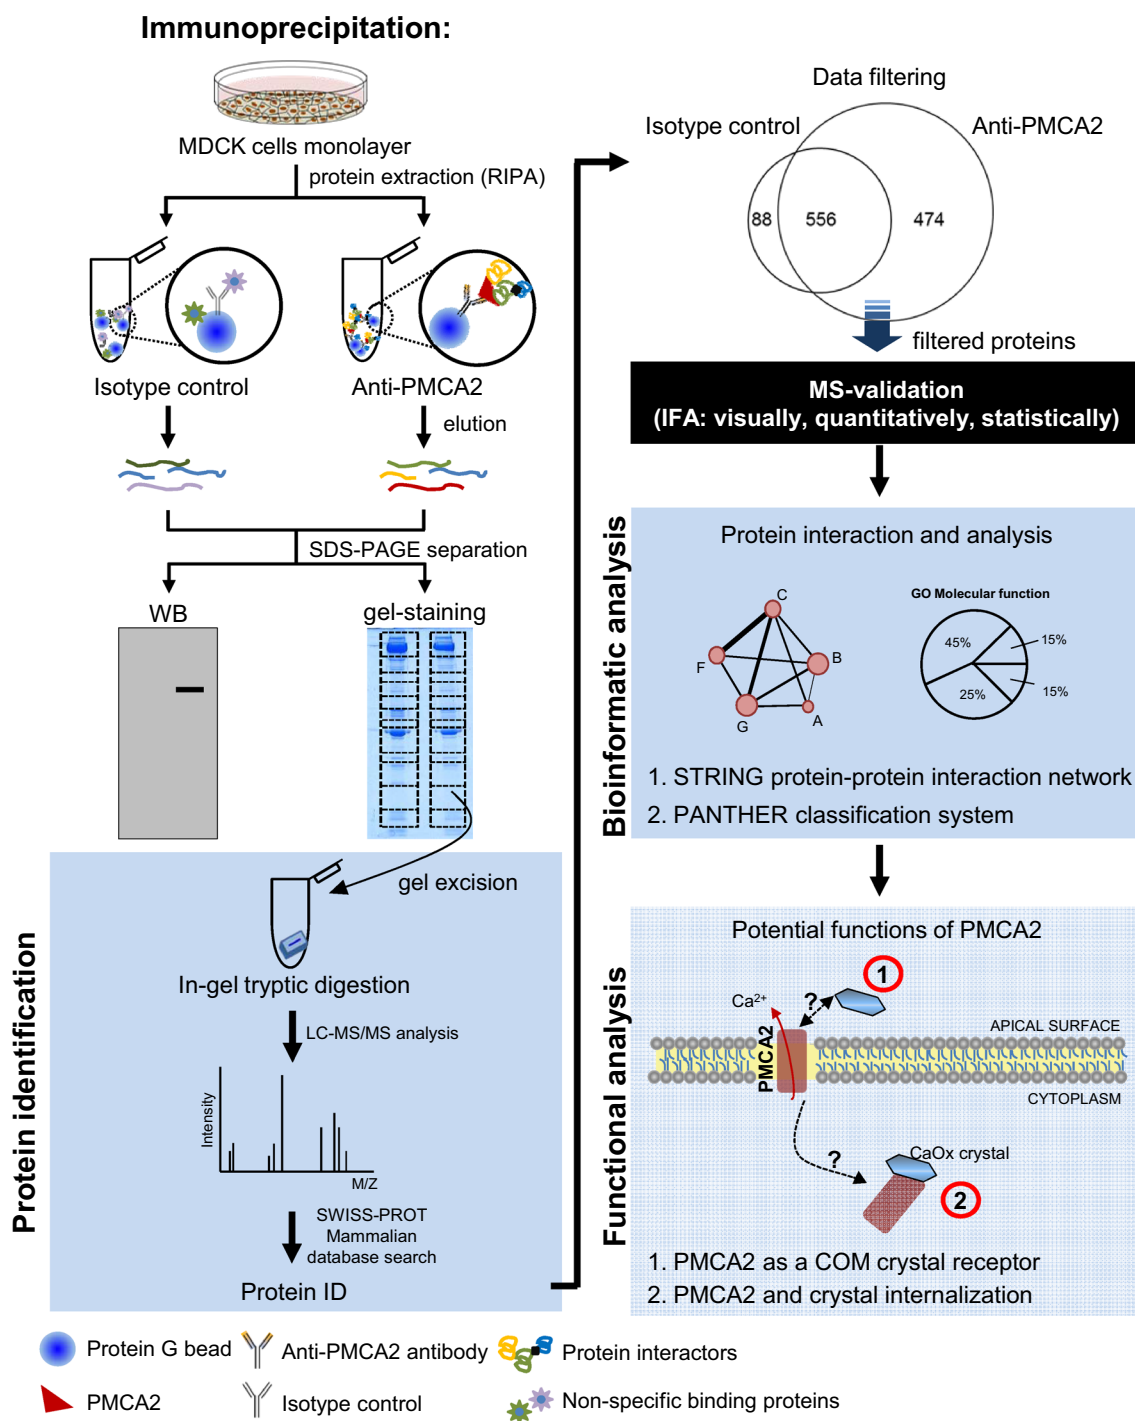 Immunoprecipitation:
MDCK cells monolayer
protein extraction (RIPA)
Isotype control
Anti-PMCA2
elution
SDS-PAGE separation
WB
gel-staining
gel excision
In-gel tryptic digestion
LC-MS/MS analysis
Intensity
M/Z
SWISS-PROT
Mammalian
database search
Protein ID
Protein identification
Data filtering
Isotype control
Anti-PMCA2
88
556
474
filtered proteins
MS-validation
(IFA: visually, quantitatively, statistically)
Bioinformatic analysis
Protein interaction and analysis
C
F
B
G
A
GO Molecular function
45%
15%
15%
25%
1. STRING protein-protein interaction network
2. PANTHER classification system
Functional analysis
Potential functions of PMCA2
1
?
Ca2+
PMCA2
APICAL SURFACE
CYTOPLASM
?
CaOx crystal
2
1. PMCA2 as a COM crystal receptor
2. PMCA2 and crystal internalization
Protein G bead
Anti-PMCA2 antibody
Protein interactors
PMCA2
Isotype control
Non-specific binding proteins